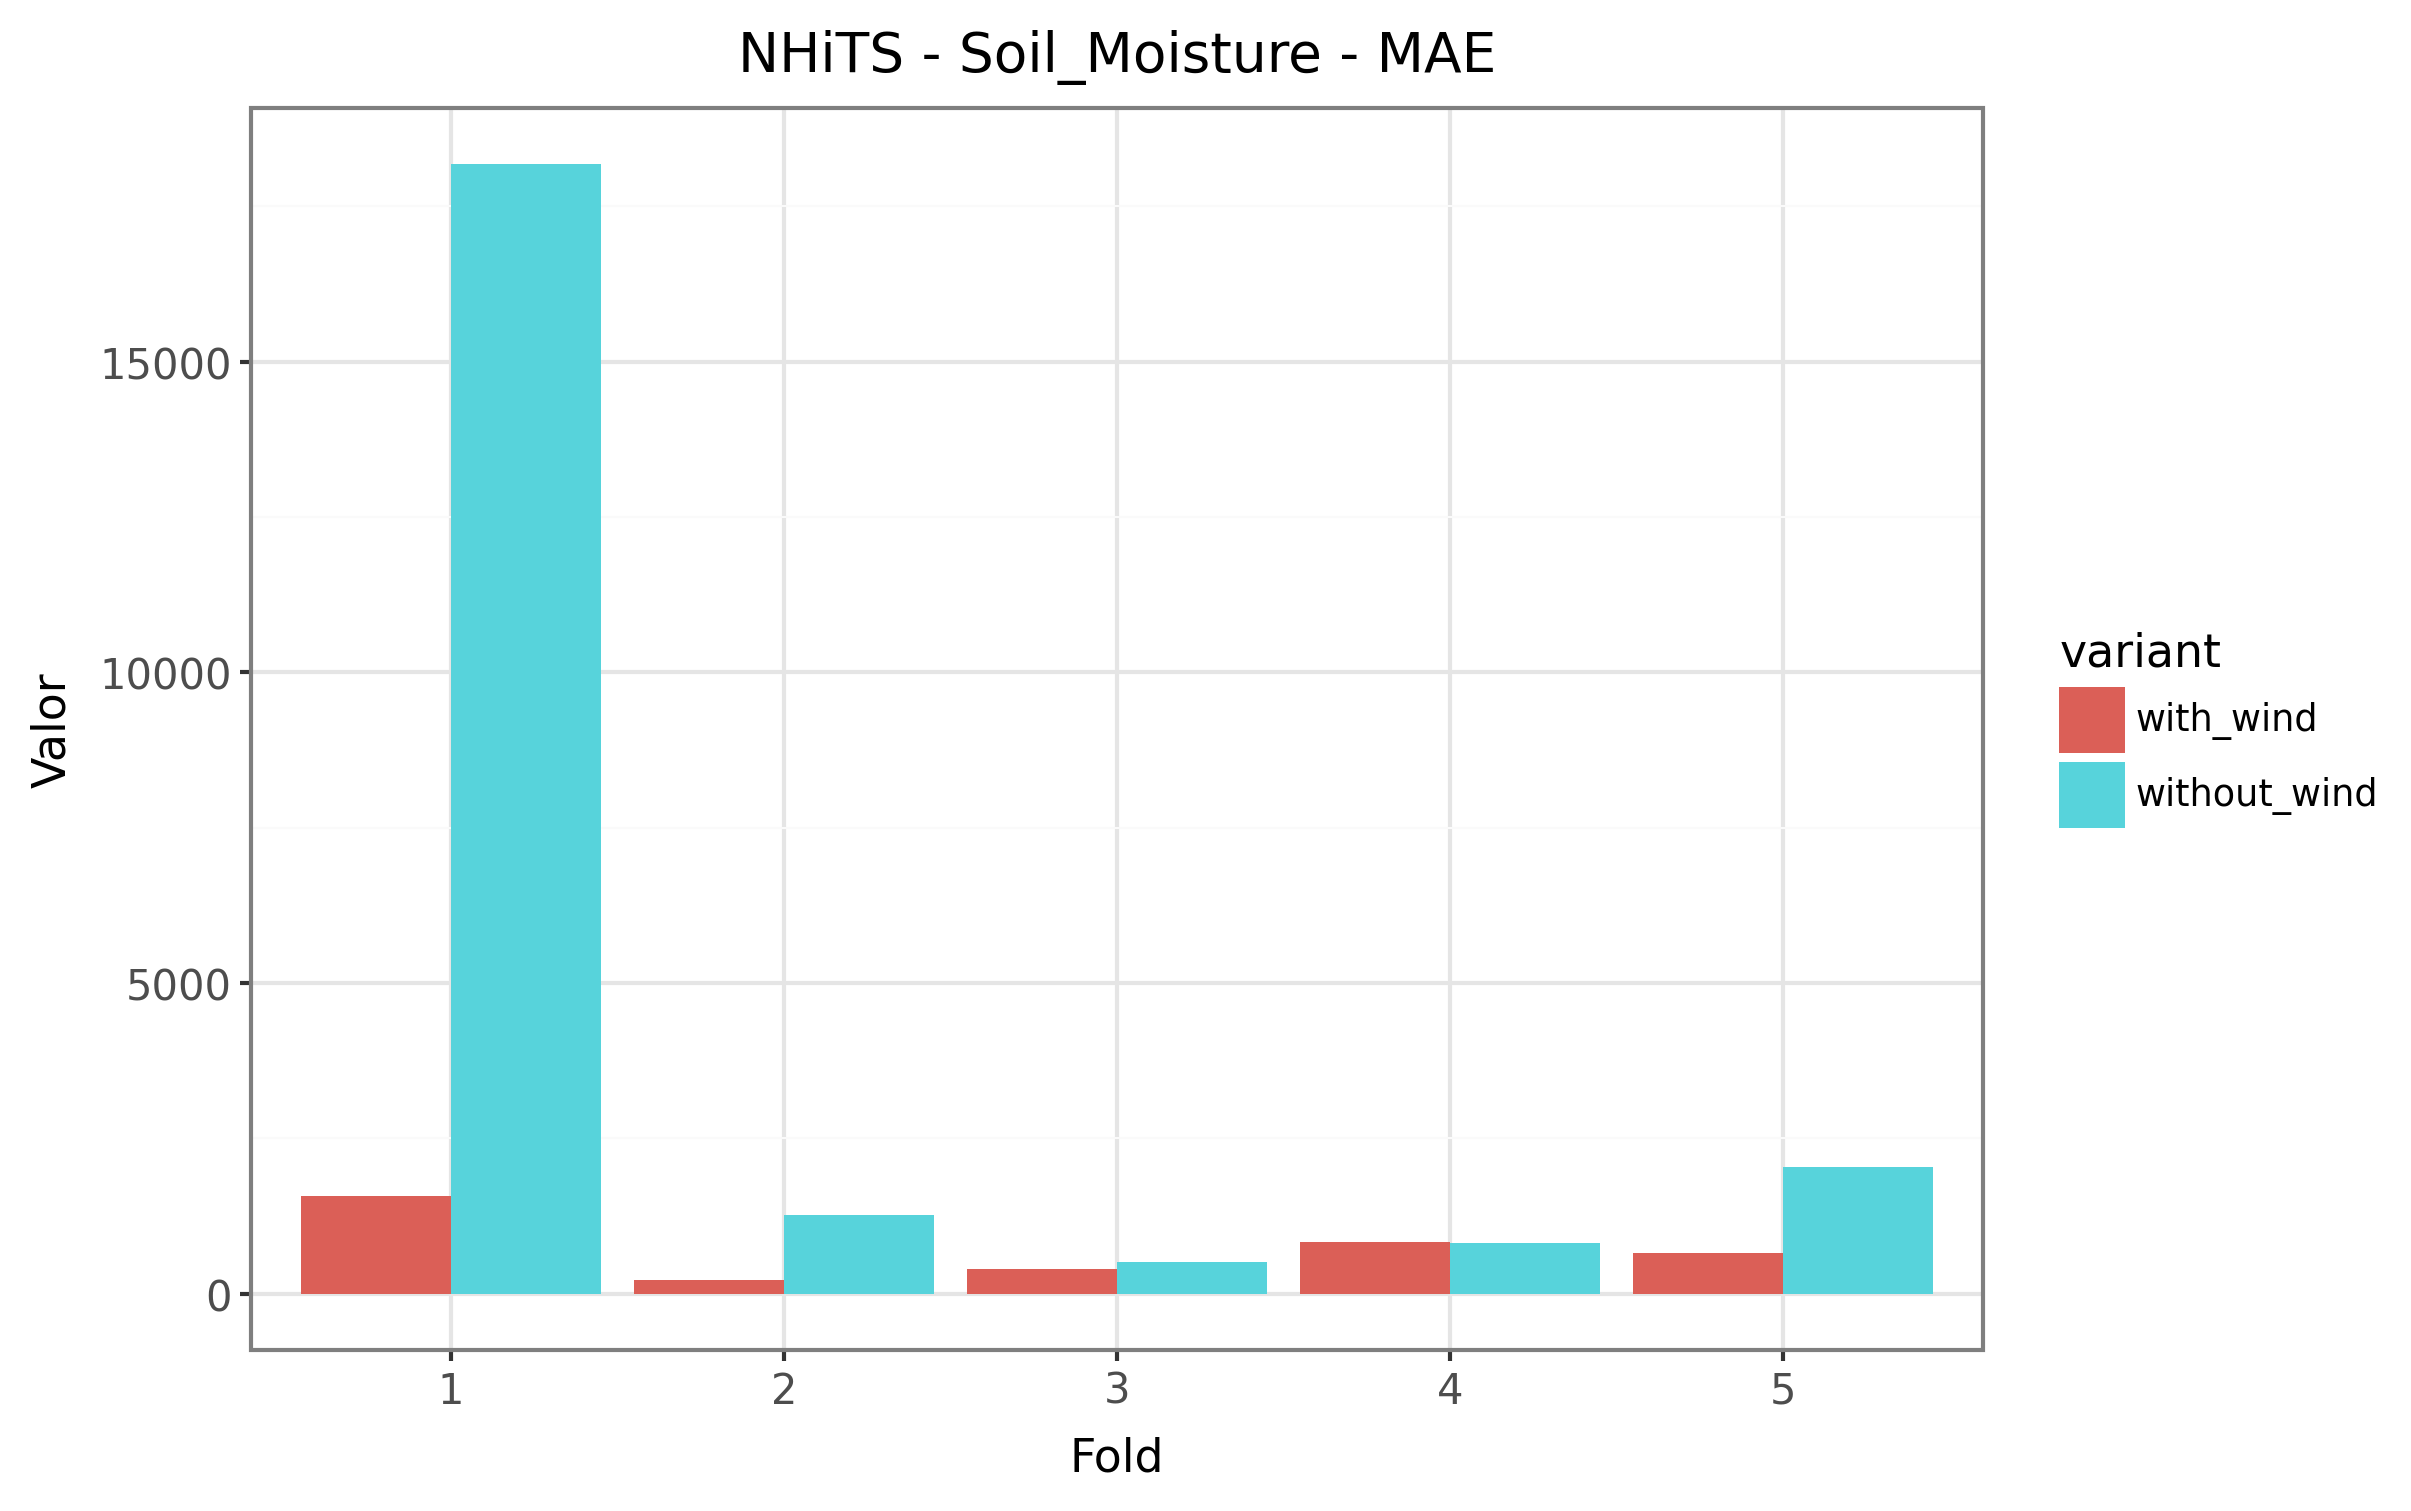 NHiTS - Soil_Moisture - MAE
Valor
15000
10000
5000
0
1 2 3 4 5
Fold
variant
with_wind
without_wind